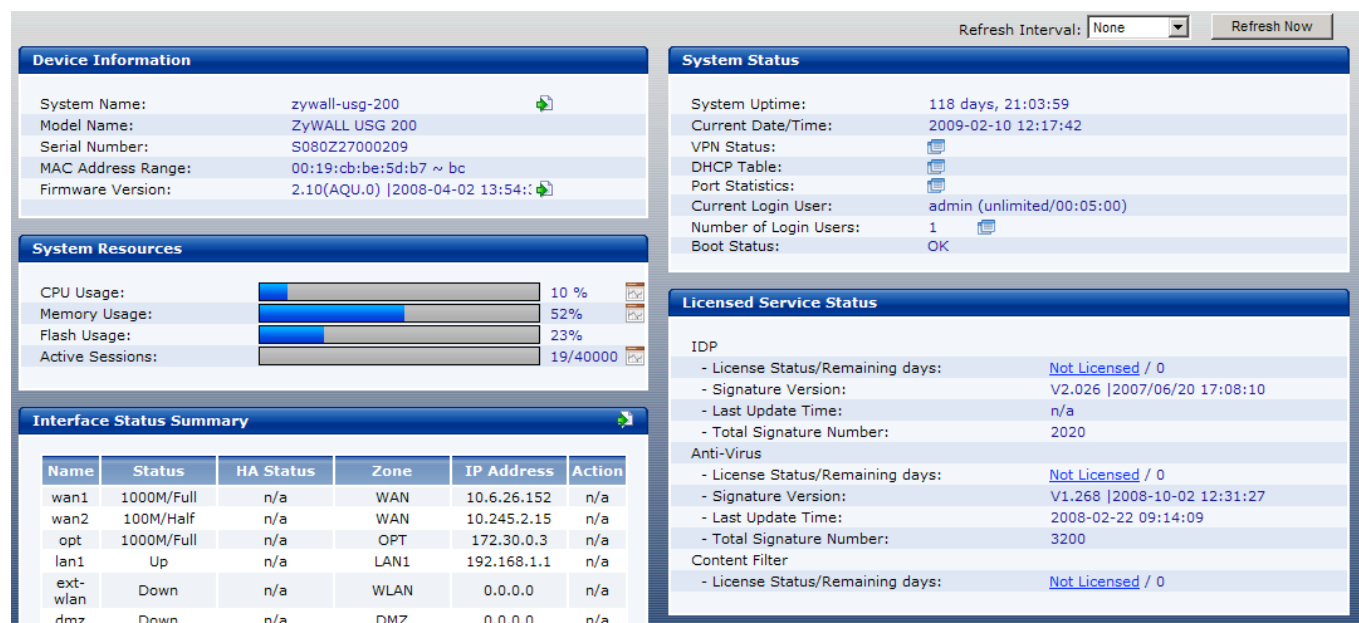 Refresh Interval: None Refresh Now
Device Information
System Name: zywall-usg-200
Model Name: ZyWALL USG 200
Serial Number: S080Z27000209
MAC Address Range: 00:19:cb:be:5d:b7 ~ bc
Firmware Version: 2.10(AQU.0) |2008-04-02 13:54:
System Resources
CPU Usage: 10 %
Memory Usage: 52%
Flash Usage: 23%
Active Sessions: 19/40000
Interface Status Summary
Name Status HA Status Zone IP Address Action
wan1 1000M/Full n/a WAN 10.6.26.152 n/a
wan2 100M/Half n/a WAN 10.245.2.15 n/a
opt 1000M/Full n/a OPT 172.30.0.3 n/a
lan1 Up n/a LAN1 192.168.1.1 n/a
ext-
wlan Down n/a WLAN 0.0.0.0 n/a
dmz Down n/a DMZ 0.0.0.0 n/a
System Status
System Uptime: 118 days, 21:03:59
Current Date/Time: 2009-02-10 12:17:42
VPN Status:
DHCP Table:
Port Statistics:
Current Login User: admin (unlimited/00:05:00)
Number of Login Users: 1
Boot Status: OK
Licensed Service Status
IDP
- License Status/Remaining days: Not Licensed / 0
- Signature Version: V2.026 |2007/06/20 17:08:10
- Last Update Time: n/a
- Total Signature Number: 2020
Anti-Virus
- License Status/Remaining days: Not Licensed / 0
- Signature Version: V1.268 |2008-10-02 12:31:27
- Last Update Time: 2008-02-22 09:14:09
- Total Signature Number: 3200
Content Filter
- License Status/Remaining days: Not Licensed / 0